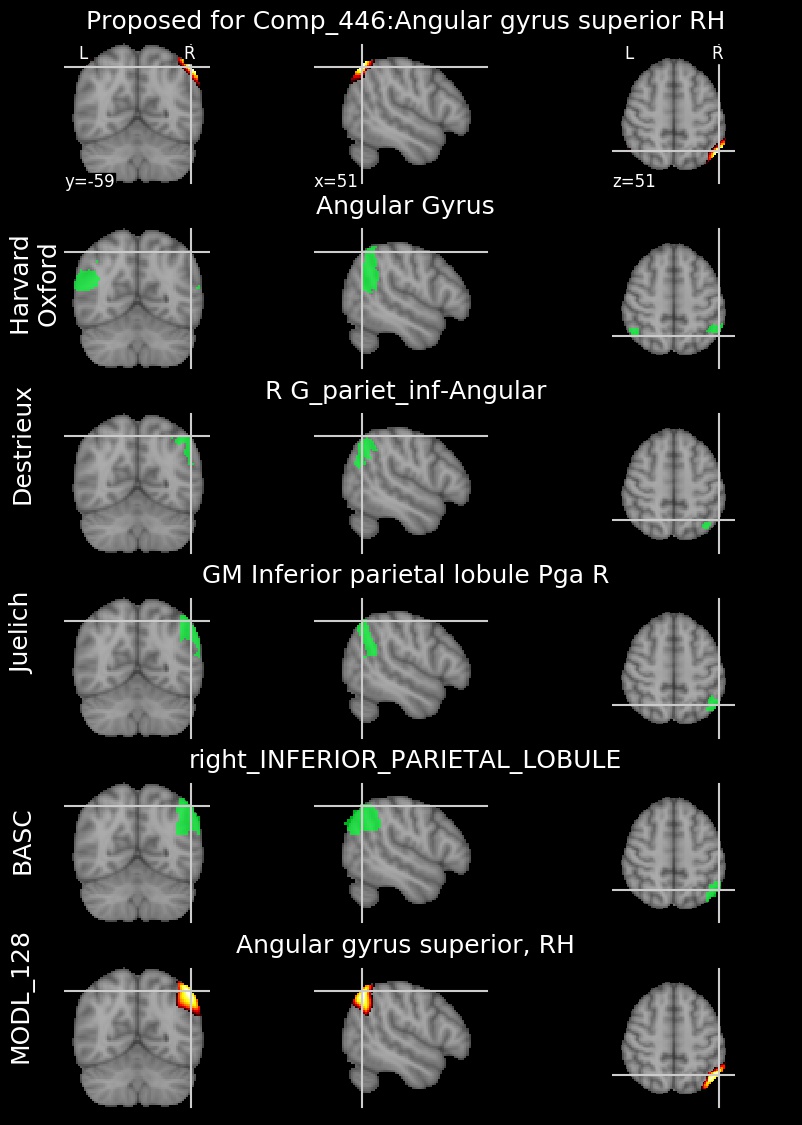 Proposed for Comp_446:Angular gyrus superior RH
L R L R
y=-59 x=51 z=51
Angular Gyrus
Harvard
Oxford
R G_pariet_inf-Angular
Destrieux
GM Inferior parietal lobule Pga R
Juelich
right_INFERIOR_PARIETAL_LOBULE
BASC
Angular gyrus superior, RH
MODL_128